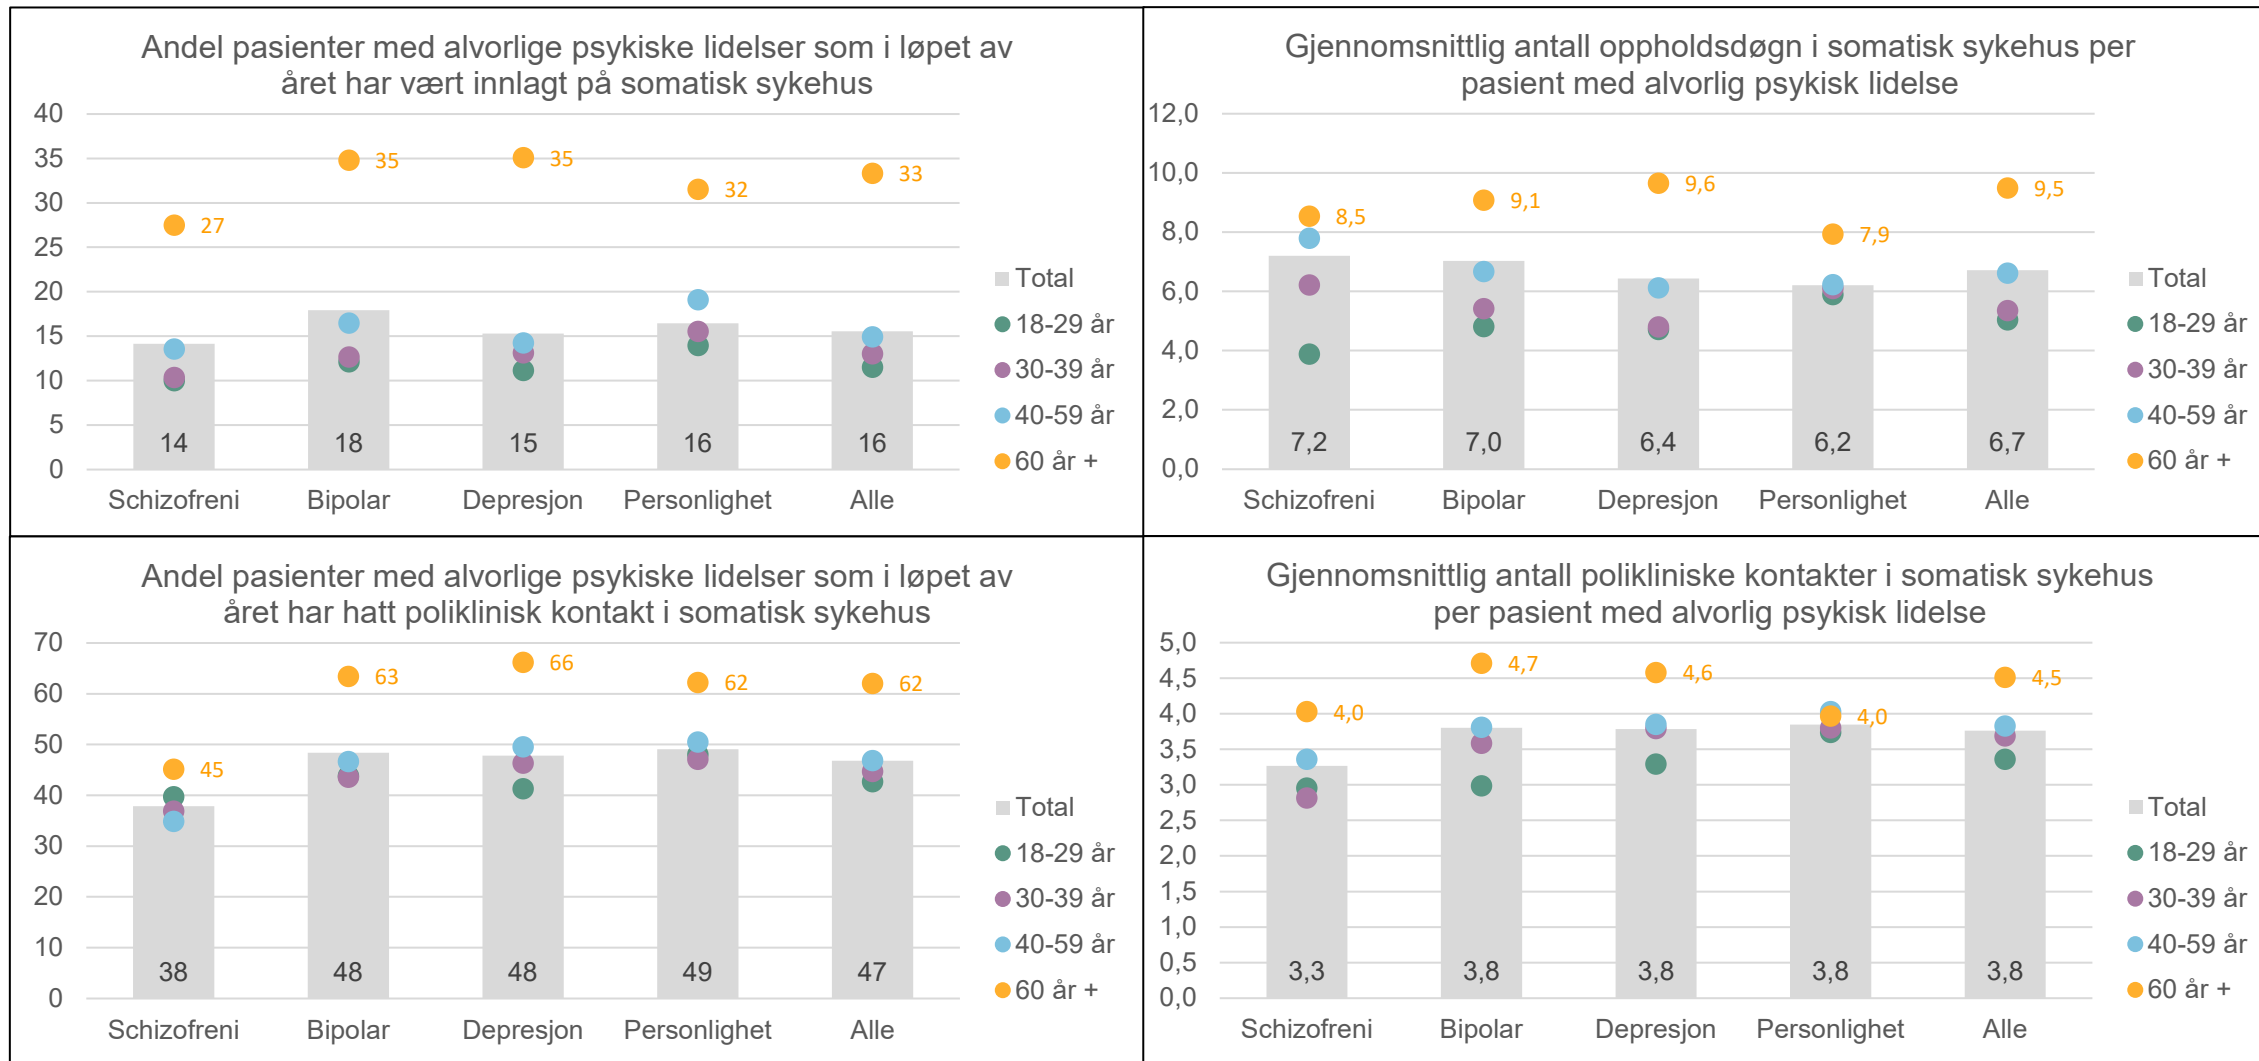 Andel pasienter med alvorlige psykiske lidelser som i løpet av
året har vært innlagt på somatisk sykehus
40
35
30
25
20
15
10
5
0
27
35
35
32
33
14
18
15
16
16
Schizofreni Bipolar Depresjon Personlighet Alle
Total
18-29 år
30-39 år
40-59 år
60 år +
Gjennomsnittlig antall oppholdsdøgn i somatisk sykehus per
pasient med alvorlig psykisk lidelse
12,0
10,0
8,0
6,0
4,0
2,0
0,0
8,5
9,1
9,6
7,9
9,5
7,2
7,0
6,4
6,2
6,7
Schizofreni Bipolar Depresjon Personlighet Alle
Total
18-29 år
30-39 år
40-59 år
60 år +
Andel pasienter med alvorlige psykiske lidelser som i løpet av
året har hatt poliklinisk kontakt i somatisk sykehus
70
60
50
40
30
20
10
0
45
63
66
62
62
38
48
48
49
47
Schizofreni Bipolar Depresjon Personlighet Alle
Total
18-29 år
30-39 år
40-59 år
60 år +
Gjennomsnittlig antall polikliniske kontakter i somatisk sykehus
per pasient med alvorlig psykisk lidelse
5,0
4,5
4,0
3,5
3,0
2,5
2,0
1,5
1,0
0,5
0,0
4,0
4,7
4,6
4,0
4,5
3,3
3,8
3,8
3,8
3,8
Schizofreni Bipolar Depresjon Personlighet Alle
Total
18-29 år
30-39 år
40-59 år
60 år +